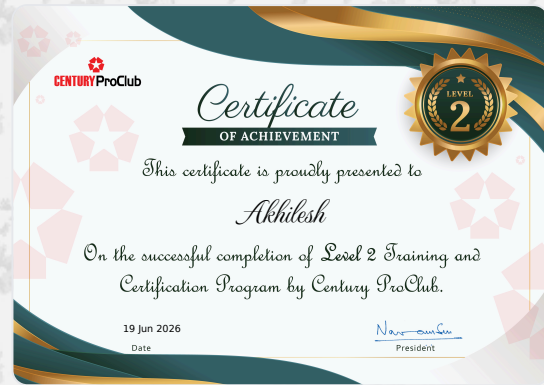 CENTURY ProClub
LEVEL
2
Certificate
OF ACHIEVEMENT
This certificate is proudly presented to
Akhilesh
On the successful completion of Level 2 Training and
Certification Program by Century ProClub.
19 Jun 2026
Date
President